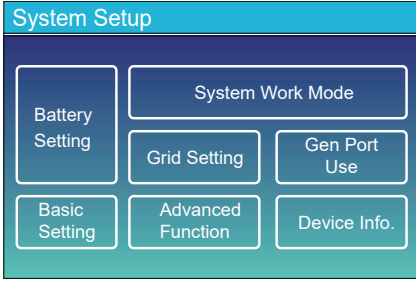 System Setup
Battery
Setting
System Work Mode
Grid Setting
Gen Port
Use
Basic
Setting
Advanced
Function
Device Info.